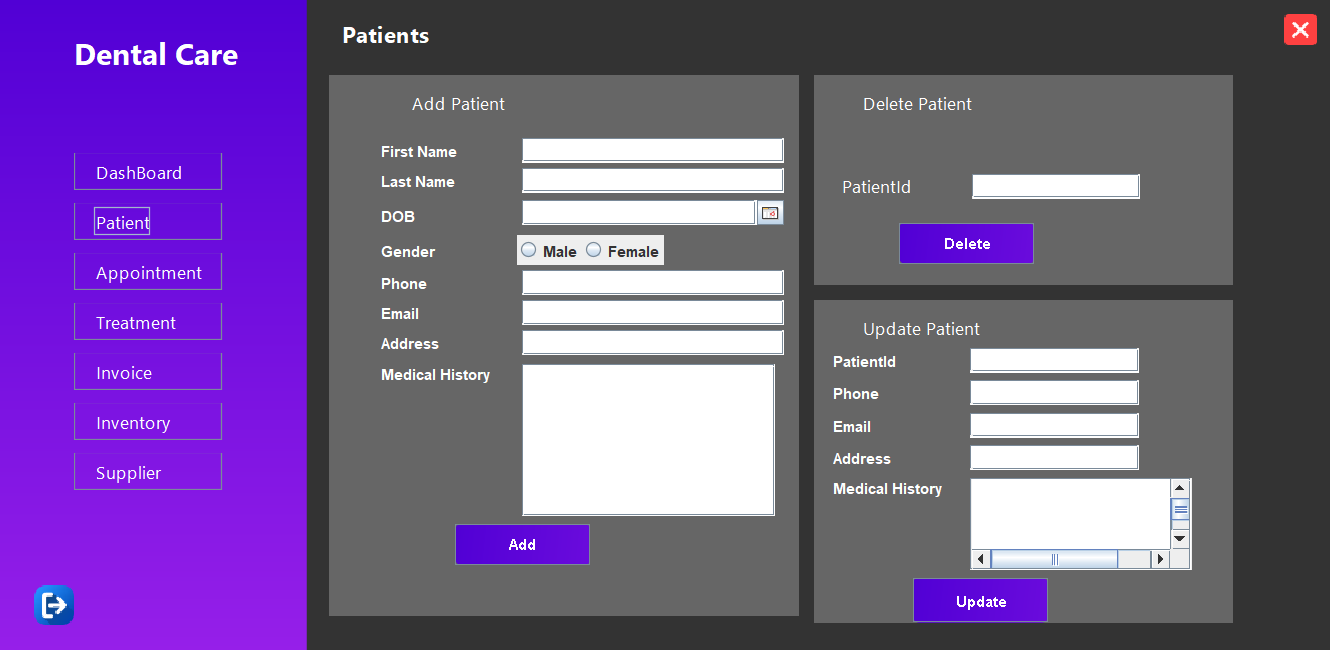 Dental Care
DashBoard
Patient
Appointment
Treatment
Invoice
Inventory
Supplier
Patients
Add Patient
First Name
Last Name
DOB
Gender
Male Female
Phone
Email
Address
Medical History
Add
Delete Patient
PatientId
Delete
Update Patient
PatientId
Phone
Email
Address
Medical History
Update